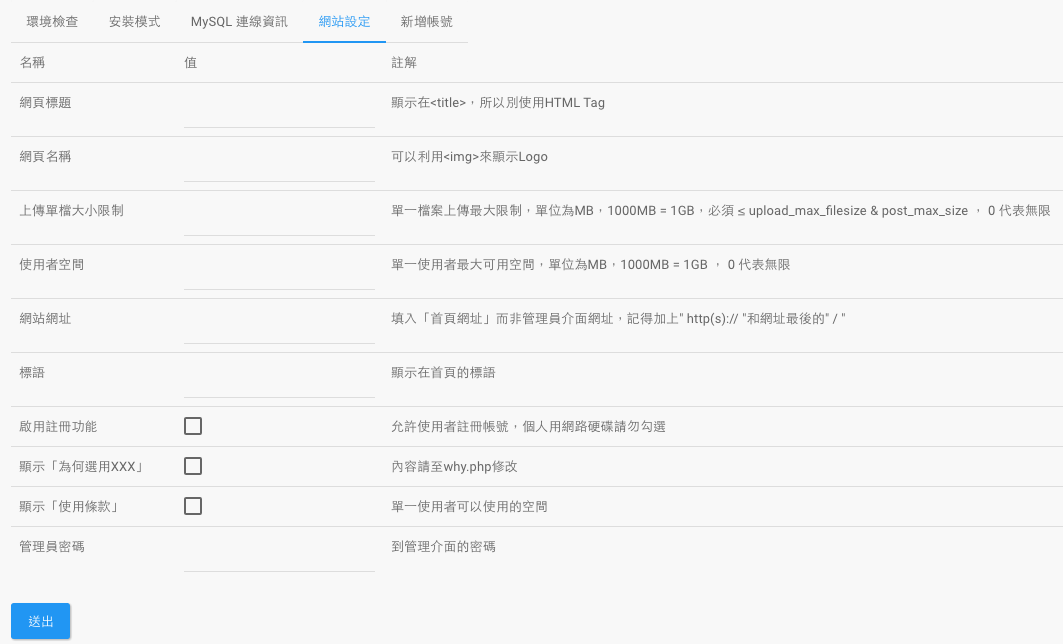 環境檢查 安裝模式 MySQL 連線資訊 網站設定 新增帳號
名稱 值 註解
網頁標題 顯示在<title>，所以別使用HTML Tag
網頁名稱 可以利用<img>來顯示Logo
上傳單檔大小限制 單一檔案上傳最大限制，單位為MB，1000MB = 1GB，必須 ≤ upload_max_filesize & post_max_size ， 0 代表無限
使用者空間 單一使用者最大可用空間，單位為MB，1000MB = 1GB ， 0 代表無限
網站網址 填入「首頁網址」而非管理員介面網址，記得加上" http(s):// "和網址最後的" / "
標語 顯示在首頁的標語
啟用註冊功能 允許使用者註冊帳號，個人用網路硬碟請勿勾選
顯示「為何選用XXX」 內容請至why.php修改
顯示「使用條款」 單一使用者可以使用的空間
管理員密碼 到管理介面的密碼
送出